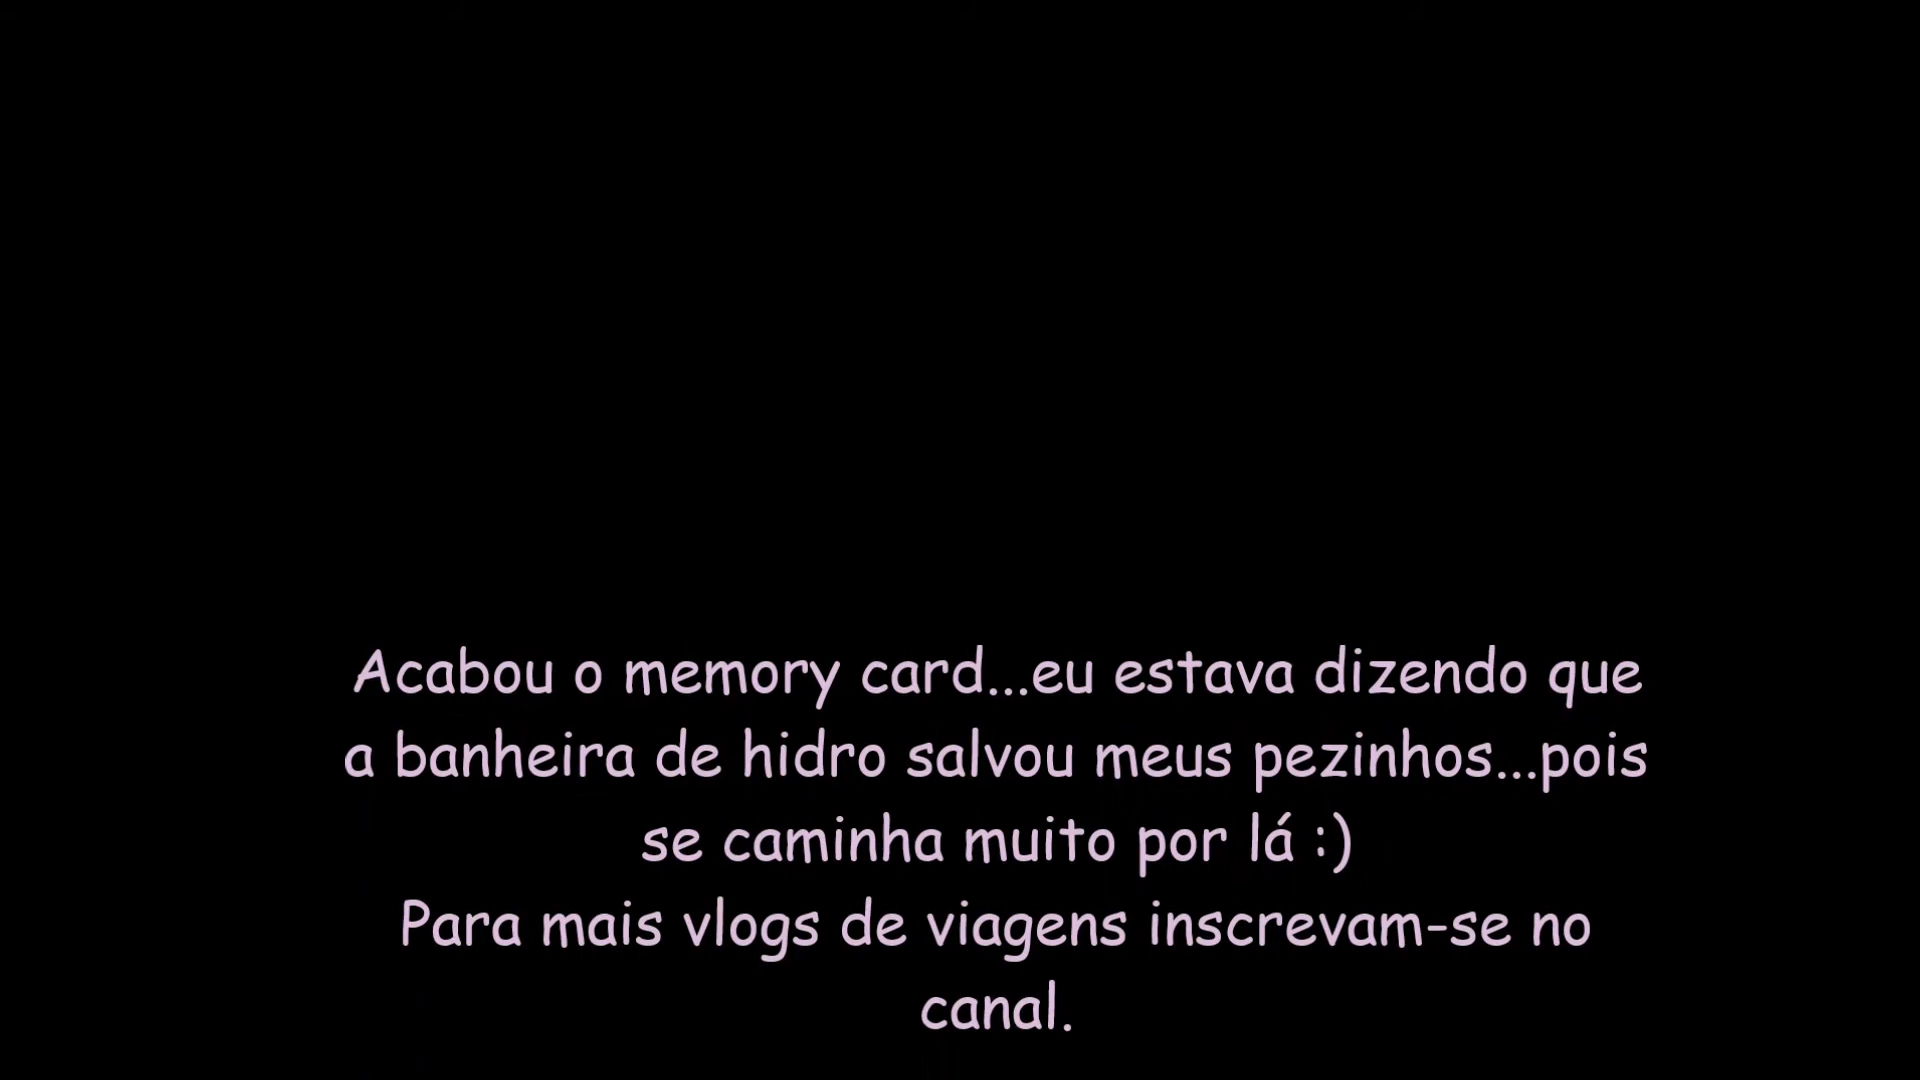 Acabou o memory card...eu estava dizendo que
a banheira de hidro salvou meus pezinhos...pois
se caminha muito por lá :)
Para mais vlogs de viagens inscrevam-se no
canal.